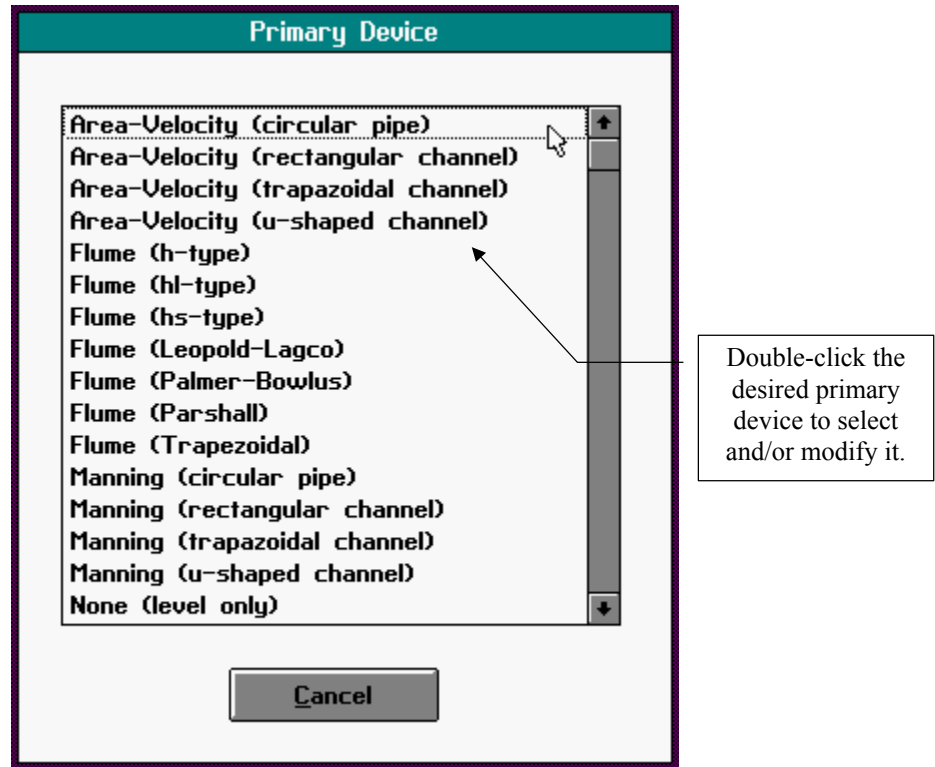 Primary Device
Area-Velocity (circular pipe)
Area-Velocity (rectangular channel)
Area-Velocity (trapazoidal channel)
Area-Velocity (u-shaped channel)
Flume (h-type)
Flume (hl-type)
Flume (hs-type)
Flume (Leopold-Lagco)
Flume (Palmer-Bowlus)
Flume (Parshall)
Flume (Trapezoidal)
Manning (circular pipe)
Manning (rectangular channel)
Manning (trapazoidal channel)
Manning (u-shaped channel)
None (level only)
Cancel
Double-click the
desired primary
device to select
and/or modify it.